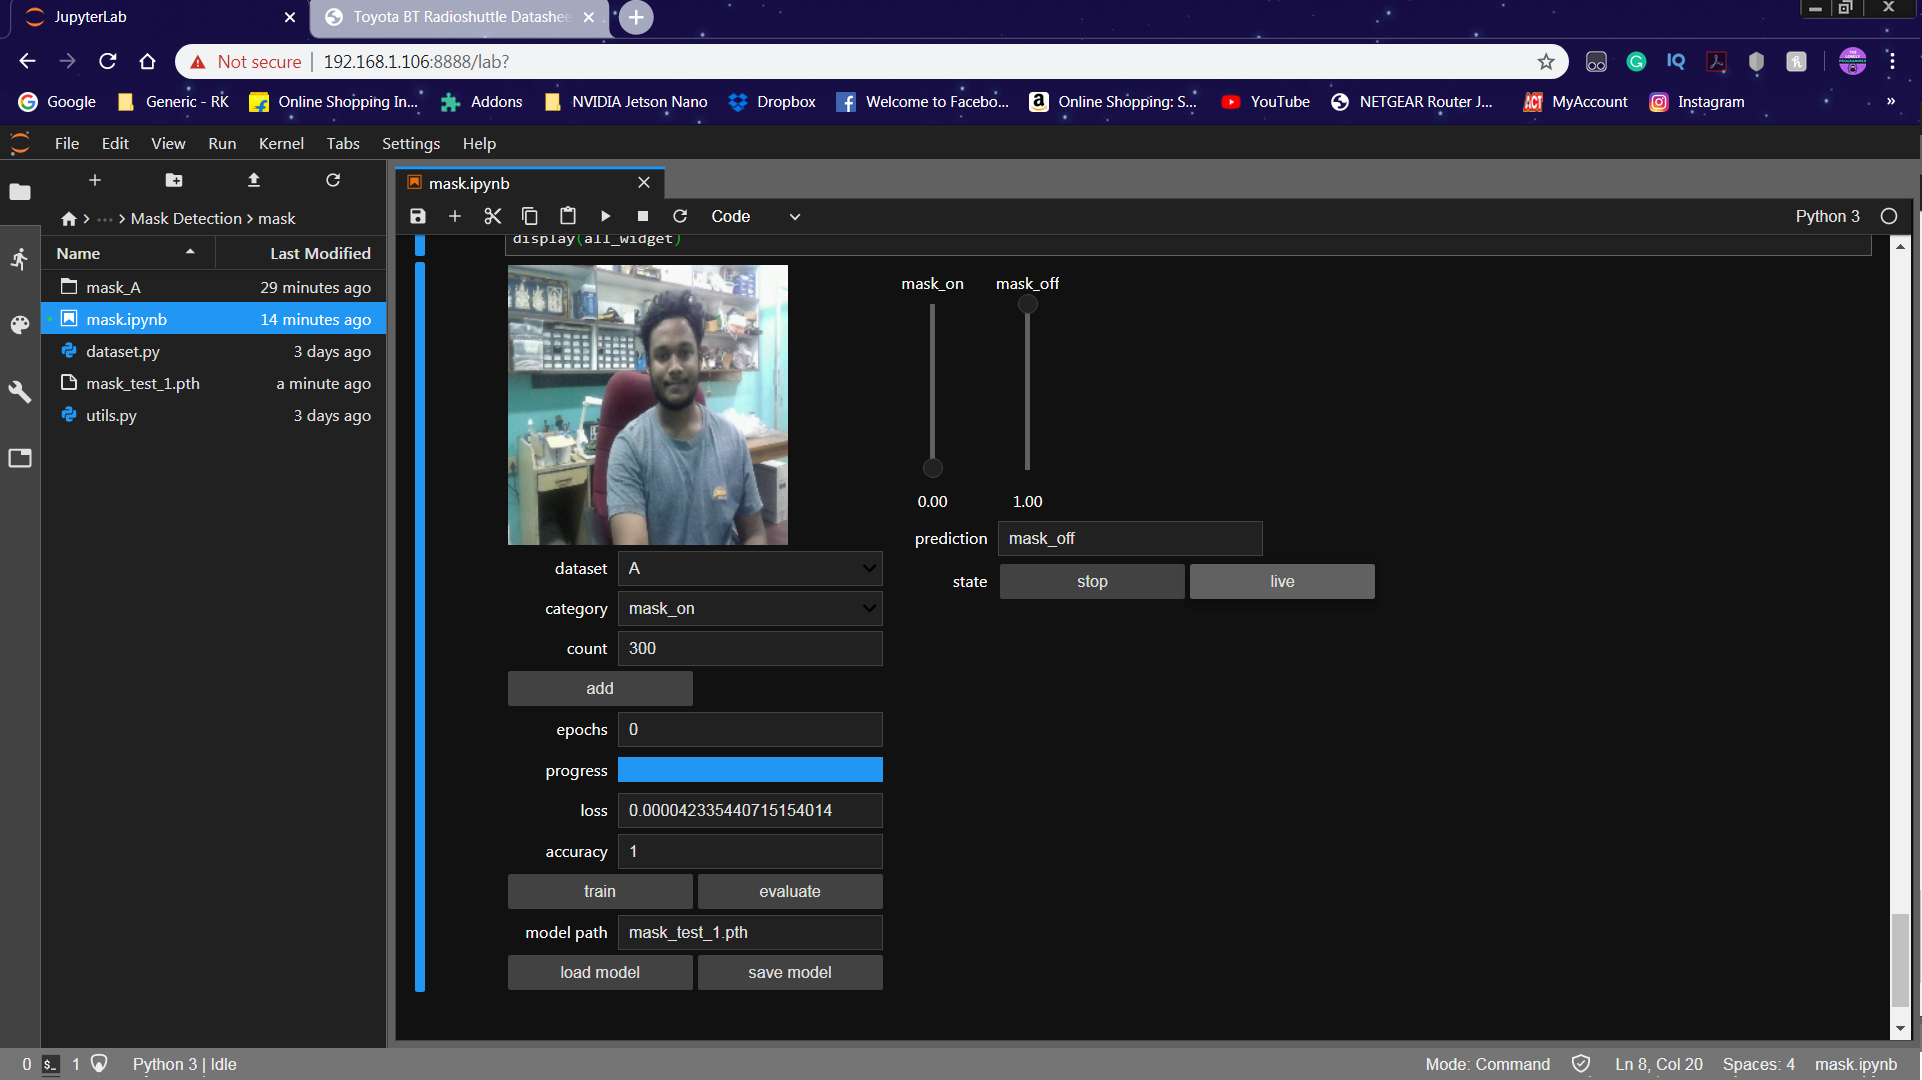 JupyterLab
Toyota BT Radioshuttle Datashee
Not secure 192.168.1.106:8888/lab?
Google Generic - RK Online Shopping In... Addons NVIDIA Jetson Nano Dropbox Welcome to Facebo... Online Shopping: S... YouTube NETGEAR Router J... MyAccount Instagram »
File Edit View Run Kernel Tabs Settings Help
mask.ipynb
Code Python 3
... > Mask Detection > mask
Name Last Modified
mask_A 29 minutes ago
mask.ipynb 14 minutes ago
dataset.py 3 days ago
mask_test_1.pth a minute ago
utils.py 3 days ago
display(all_widget)
mask_on mask_off
0.00 1.00
prediction mask_off
state stop live
dataset A
category mask_on
count 300
add
epochs 0
progress
loss 0.000042335440715154014
accuracy 1
train evaluate
model path mask_test_1.pth
load model save model
0 $_ 1 Python 3 | Idle Mode: Command Ln 8, Col 20 Spaces: 4 mask.ipynb